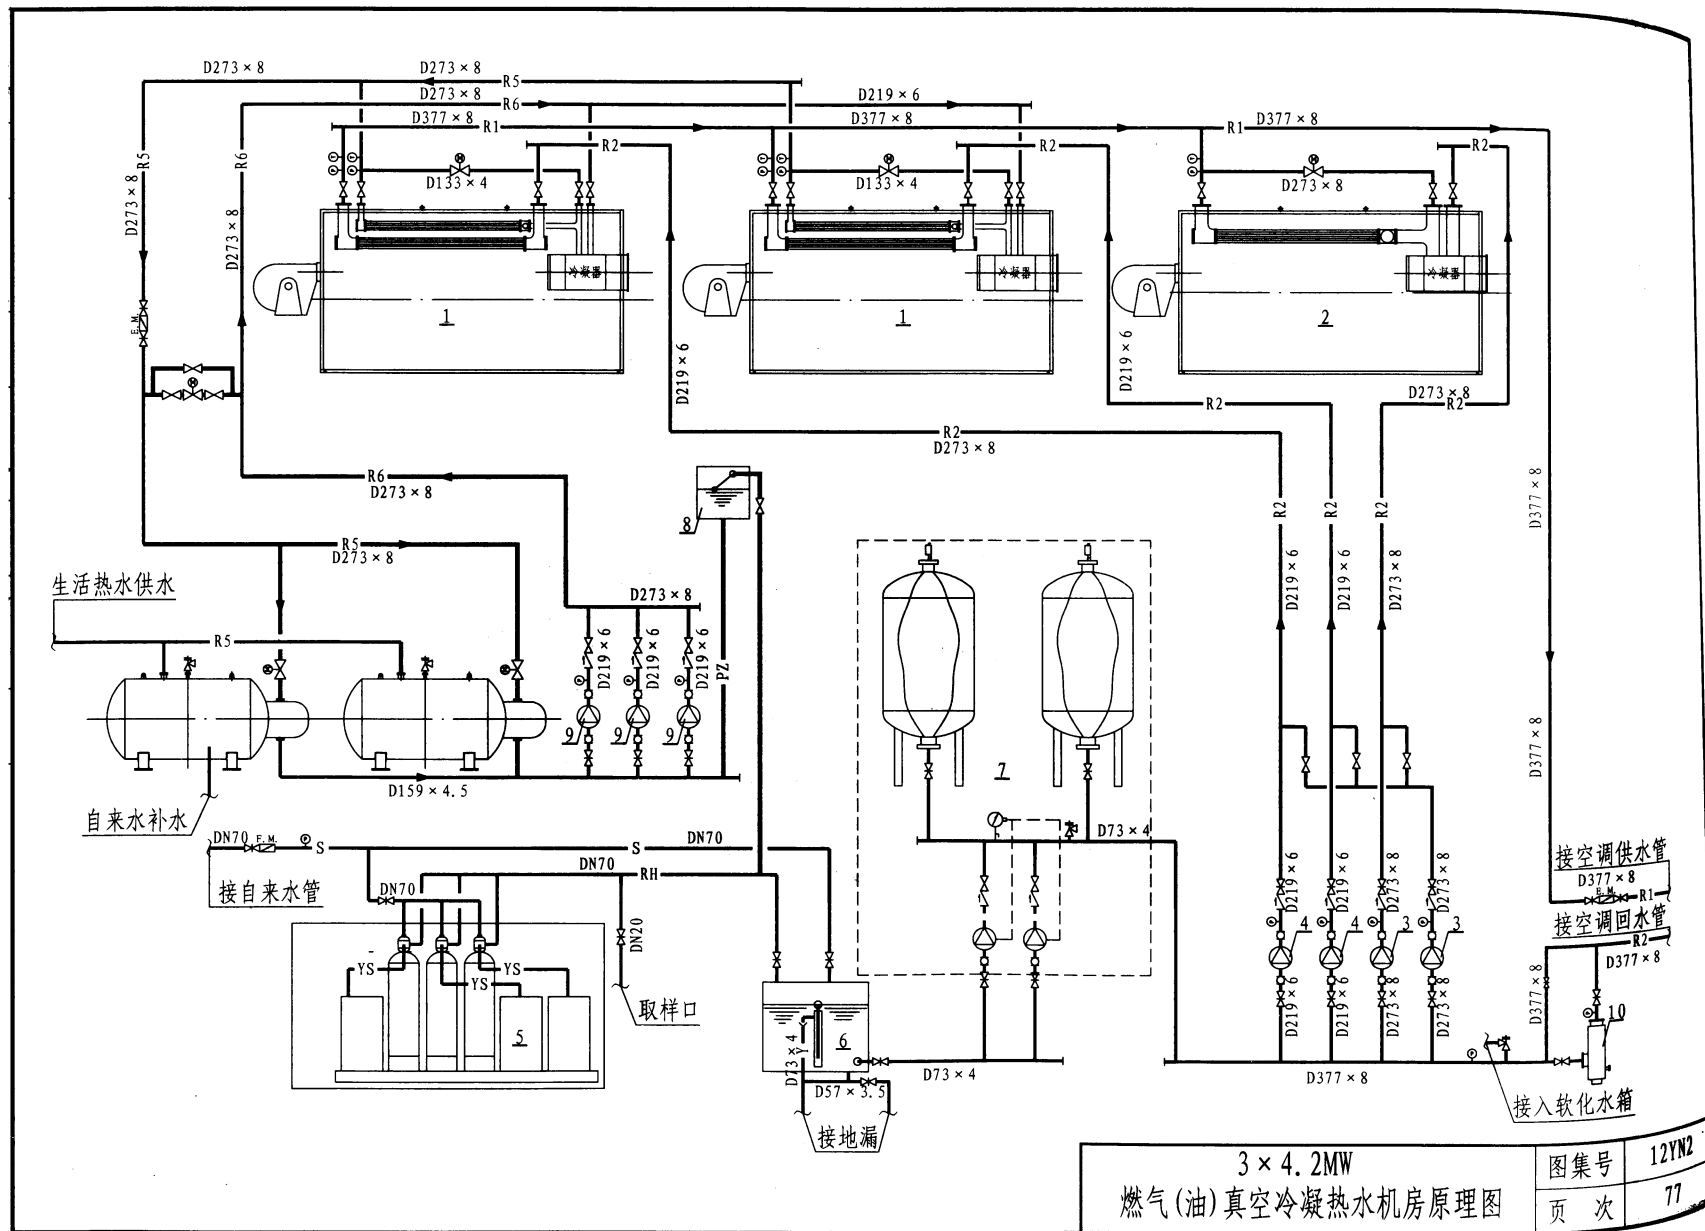 D273×8
D273×8
R5
D273×8
R6
D219×6
D377×8
R1
D377×8
R1
D377×8
R2
R2
R2
R5
R6
D273×8
D273×8
D133×4
D133×4
D273×8
冷凝器
冷凝器
冷凝器
1
1
2
E.M.
D219×6
D219×6
D273×8
R2
R2
R2
D273×8
R6
D273×8
8
R2
R2
R2
D377×8
R5
D273×8
生活热水供水
D273×8
D219×6
D219×6
D273×8
R5
D219×6
D219×6
D219×6
PZ
9
9
9
7
D377×8
D159×4.5
自来水补水
DN70
E.M.
S
S
DN70
D73×4
接自来水管
DN70
RH
DN70
DN20
YS
YS
YS
5
取样口
D73×4
Y
6
D57×3.5
接地漏
D73×4
D219×6
D219×6
D273×8
D273×8
4
4
3
3
D219×6
D219×6
D273×8
D273×8
D377×8
接空调供水管
D377×8
E.M.
R1
接空调回水管
R2
D377×8
D377×8
10
接入软化水箱
3×4.2MW
燃气(油)真空冷凝热水机房原理图
图集号
12YN2
页 次
77